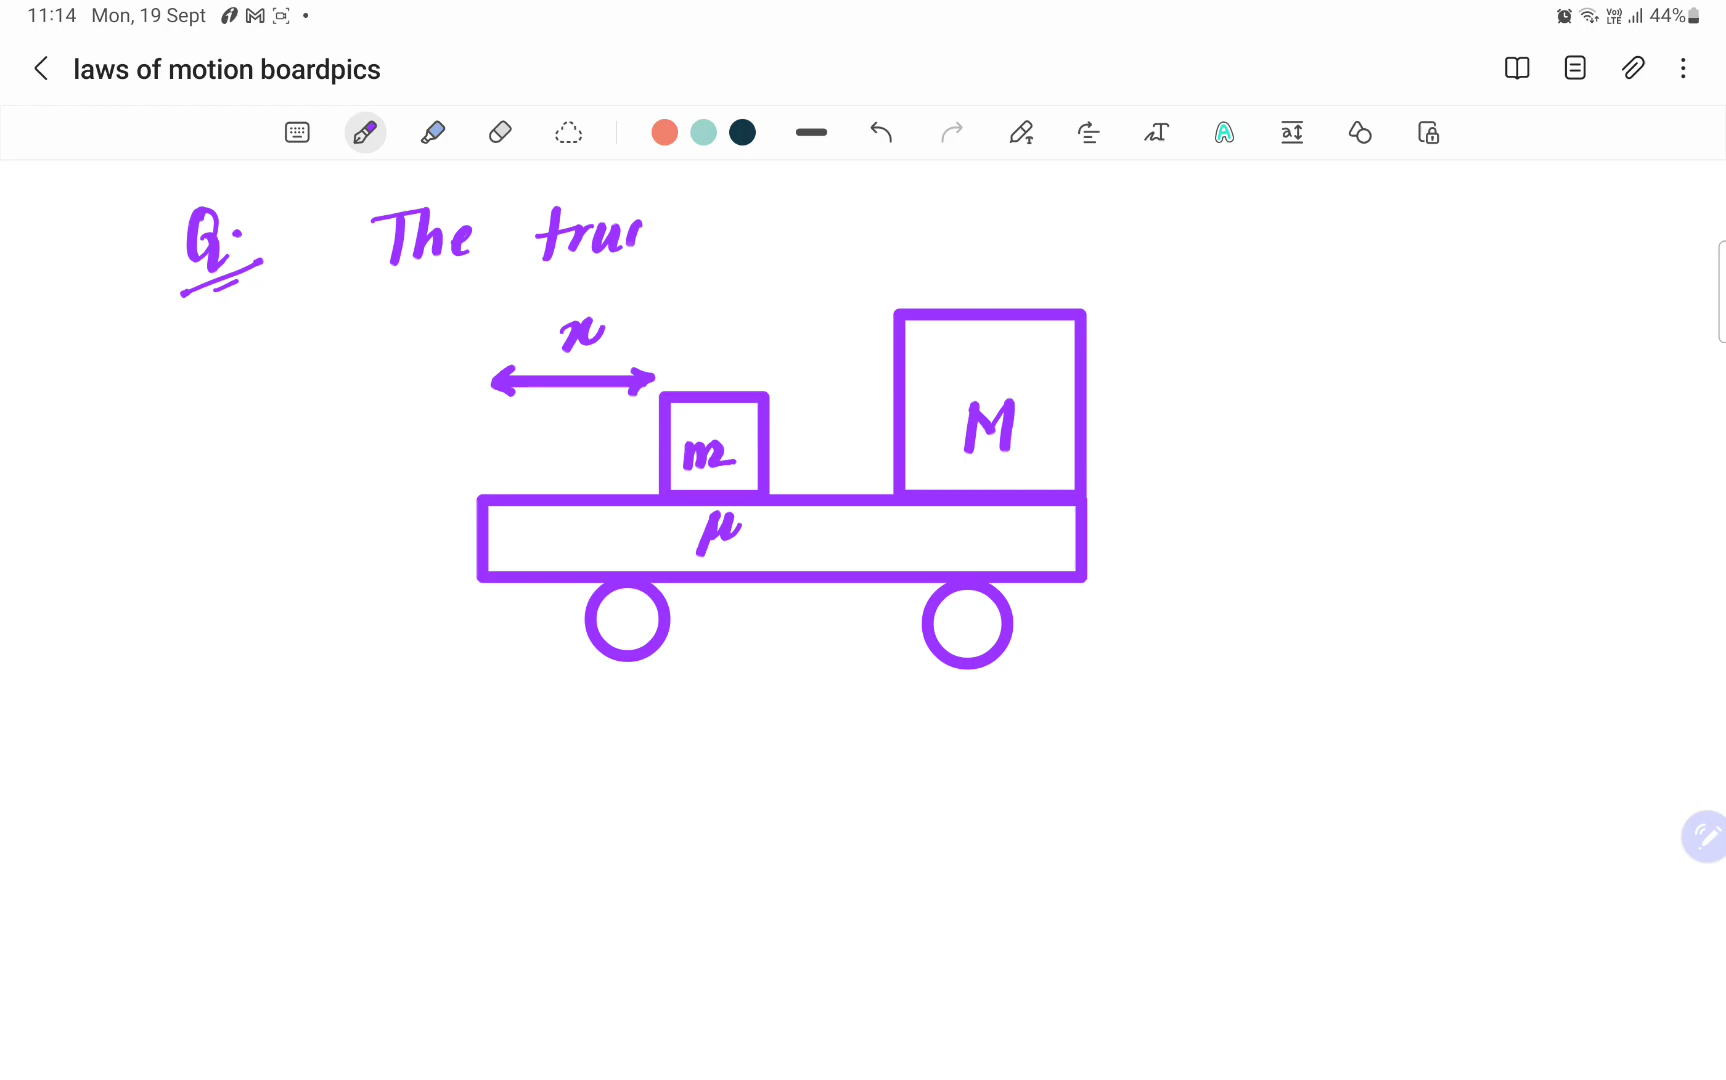 11:14 Mon, 19 Sept 44%
laws of motion boardpics
Q. The truc
x
m
M
μ